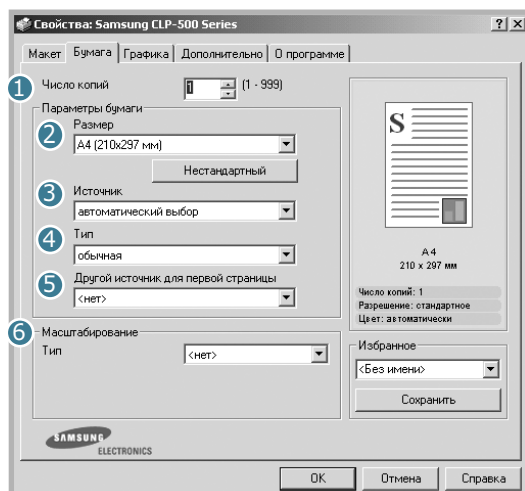 Свойства: Samsung CLP-500 Series
Макет Бумага Графика Дополнительно О программе
1 Число копий 1 (1 - 999)
Параметры бумаги
2 Размер
A4 (210x297 мм)
Нестандартный
3 Источник
автоматический выбор
4 Тип
обычная
5 Другой источник для первой страницы
<нет>
6 Масштабирование
Тип <нет>
S
A4
210 x 297 мм
Число копий: 1
Разрешение: стандартное
Цвет: автоматически
Избранное
<Без имени>
Сохранить
SAMSUNG
ELECTRONICS
OK Отмена Справка